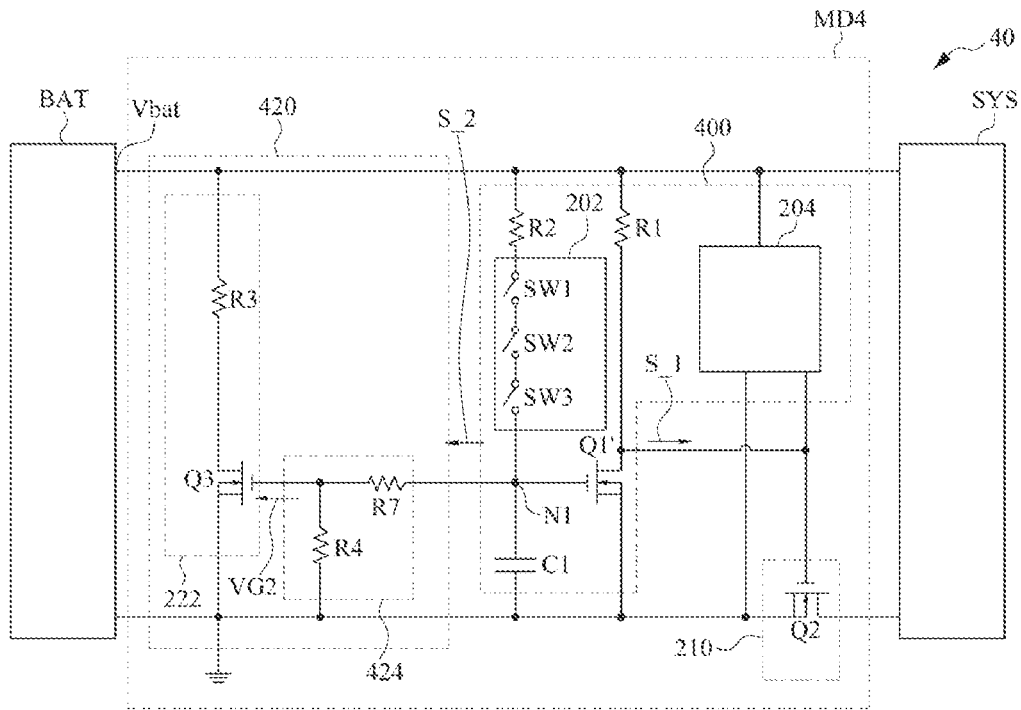 MD4
40
BAT
Vbat
420
S_2
400
SYS
202
204
R2
R1
SW1
R3
SW2
SW3
S_1
Q1'
Q3
R7
N1
R4
C1
222
VG2
424
210
Q2